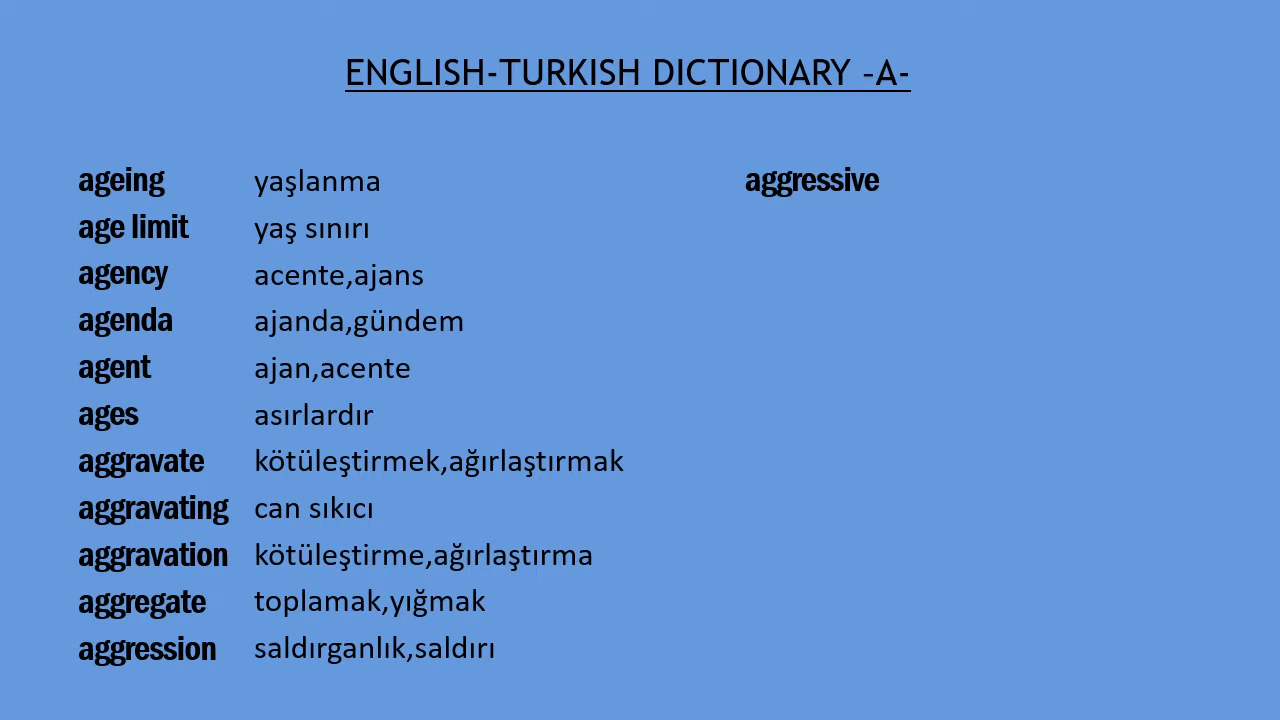 ENGLISH-TURKISH DICTIONARY –A-
ageing yaşlanma
age limit yaş sınırı
agency acente,ajans
agenda ajanda,gündem
agent ajan,acente
ages asırlardır
aggravate kötüleştirmek,ağırlaştırmak
aggravating can sıkıcı
aggravation kötüleştirme,ağırlaştırma
aggregate toplamak,yığmak
aggression saldırganlık,saldırı
aggressive